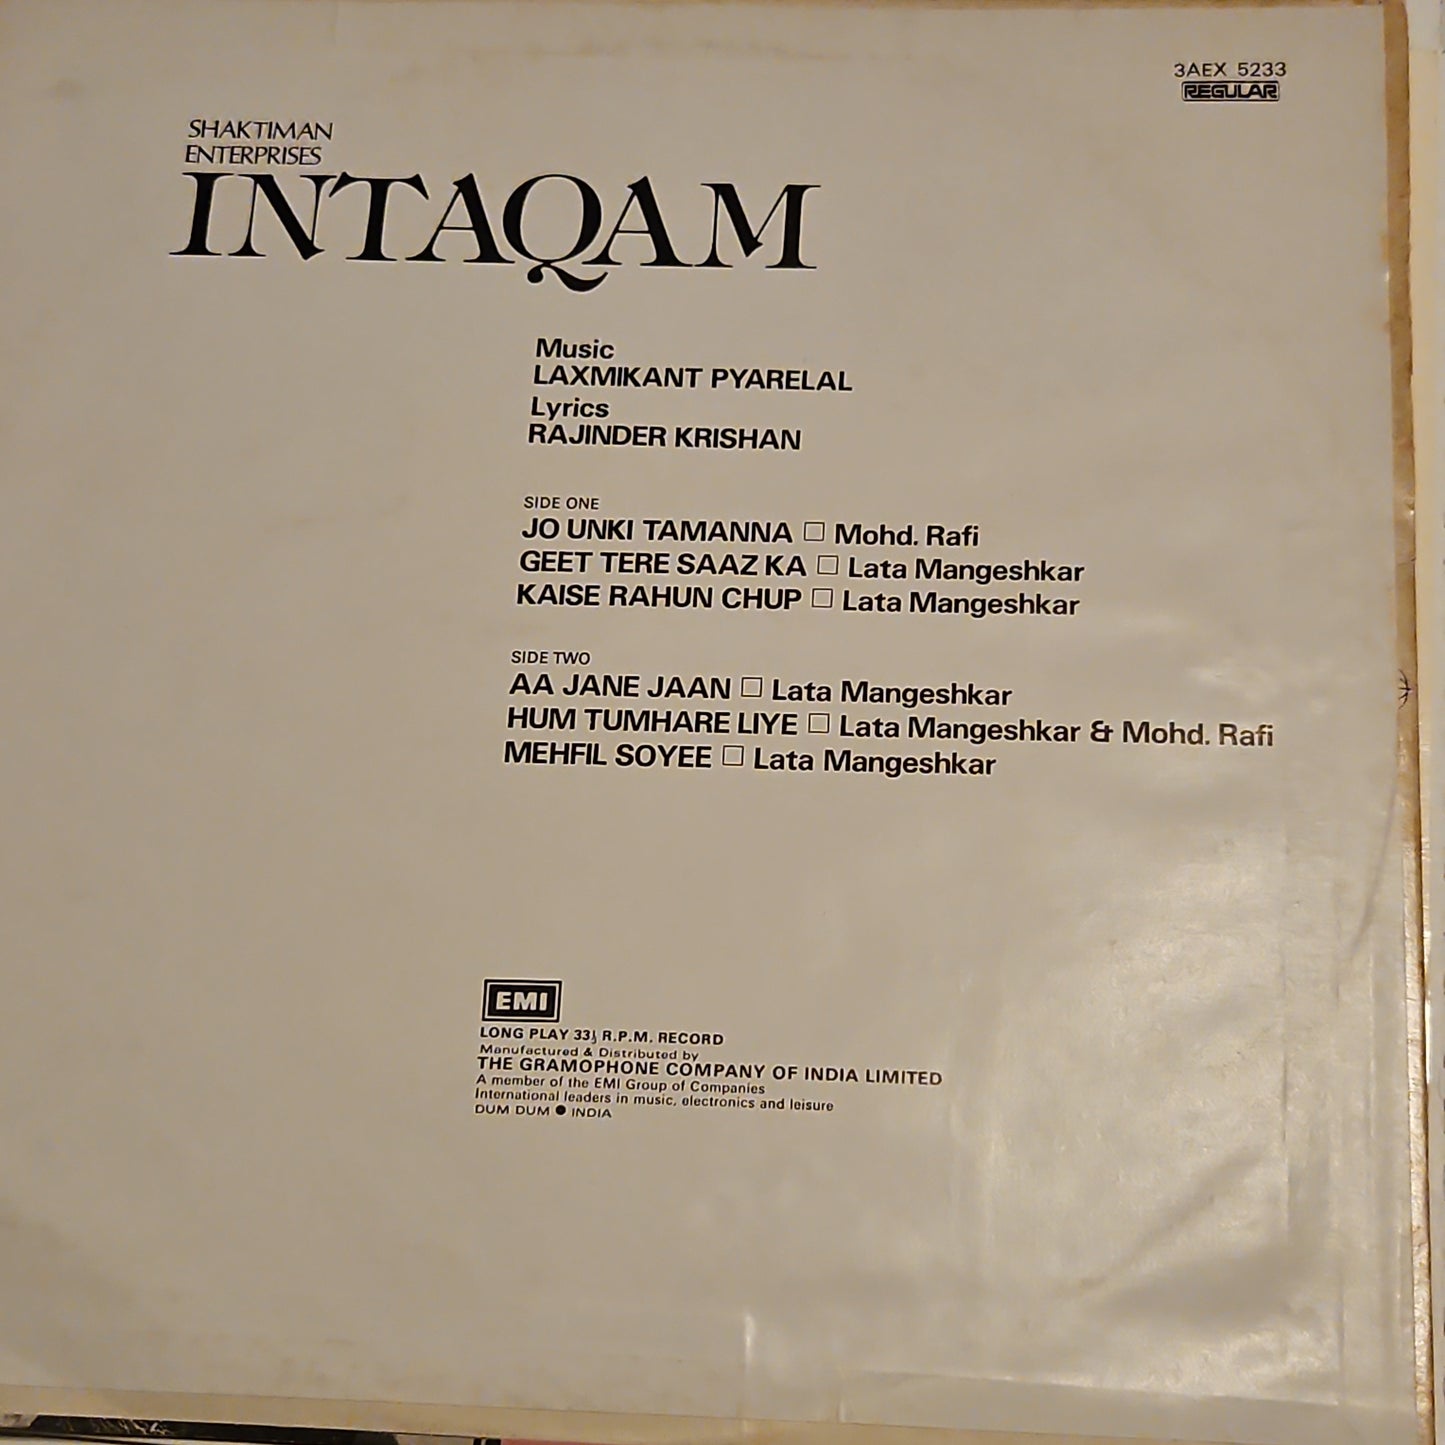 3AEX 5233
REGULAR
SHAKTIMAN
ENTERPRISES
INTAQAM
Music
LAXMIKANT PYARELAL
Lyrics
RAJINDER KRISHAN
SIDE ONE
JO UNKI TAMANNA □ Mohd. Rafi
GEET TERE SAAZ KA □ Lata Mangeshkar
KAISE RAHUN CHUP □ Lata Mangeshkar
SIDE TWO
AA JANE JAAN □ Lata Mangeshkar
HUM TUMHARE LIYE □ Lata Mangeshkar & Mohd. Rafi
MEHFIL SOYEE □ Lata Mangeshkar
EMI
LONG PLAY 33⅓ R.P.M. RECORD
Manufactured & Distributed by
THE GRAMOPHONE COMPANY OF INDIA LIMITED
A member of the EMI Group of Companies
International leaders in music, electronics and leisure
DUM DUM ● INDIA